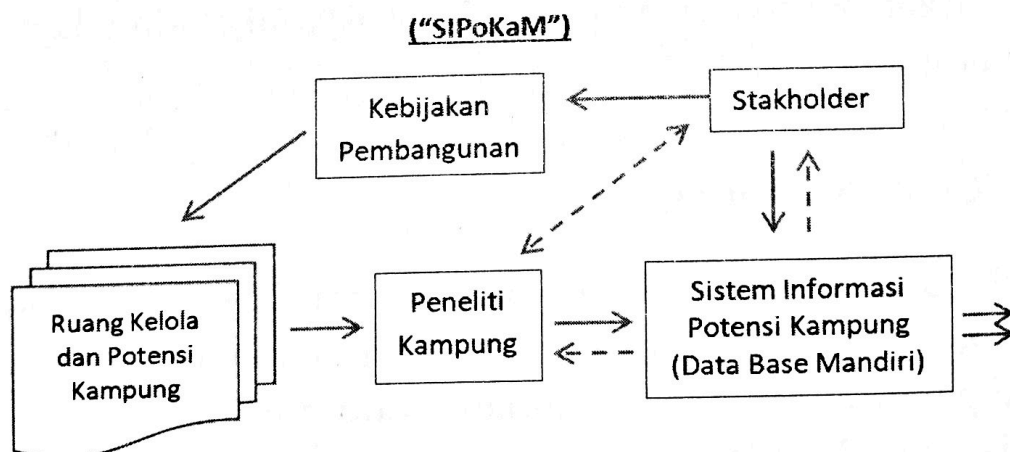 ("SIPoKaM")
Kebijakan
Pembangunan
Stakholder
Ruang Kelola
dan Potensi
Kampung
Peneliti
Kampung
Sistem Informasi
Potensi Kampung
(Data Base Mandiri)